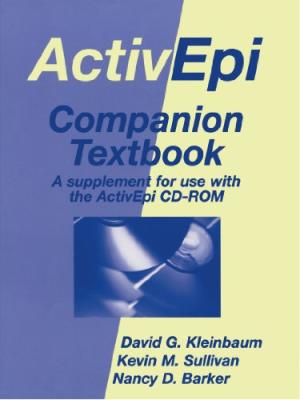 ActivEpi
Companion
Textbook
A supplement for use with
the ActivEpi CD-ROM
David G. Kleinbaum
Kevin M. Sullivan
Nancy D. Barker